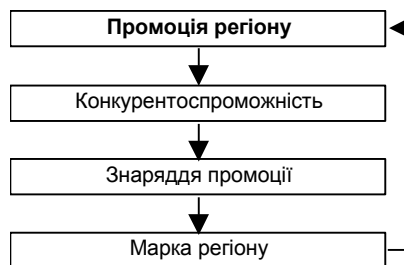 Промоція регіону
Конкурентоспроможність
Знаряддя промоції
Марка регіону